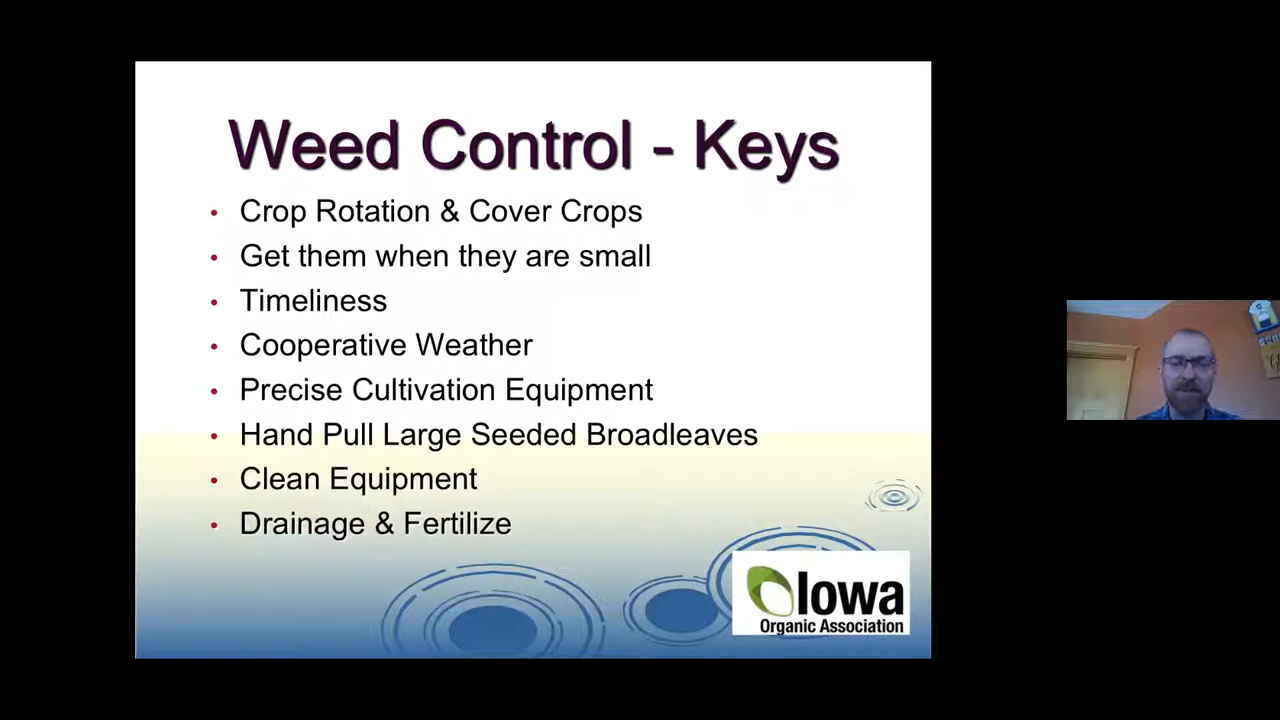 Weed Control - Keys
• Crop Rotation & Cover Crops
• Get them when they are small
• Timeliness
• Cooperative Weather
• Precise Cultivation Equipment
• Hand Pull Large Seeded Broadleaves
• Clean Equipment
• Drainage & Fertilize
Iowa
Organic Association